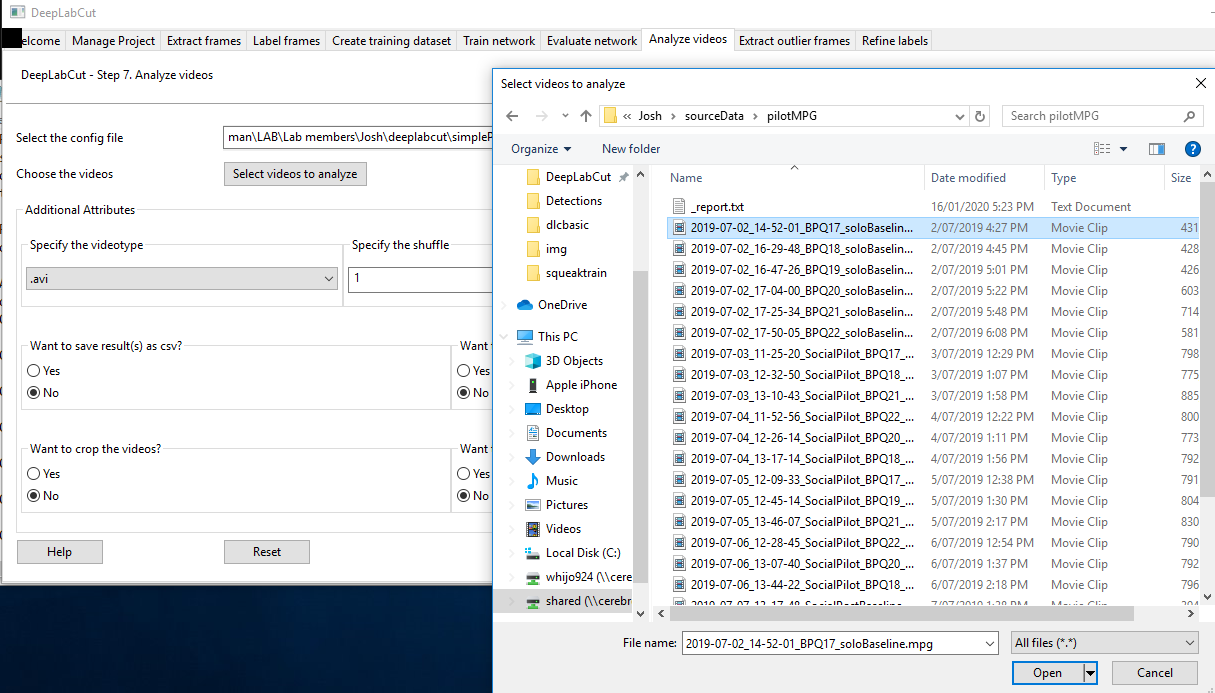 DeepLabCut
elcome Manage Project Extract frames Label frames Create training dataset Train network Evaluate network Analyze videos Extract outlier frames Refine labels
DeepLabCut - Step 7. Analyze videos
Select the config file
man\LAB\Lab members\Josh\deeplabcut\simpleP
Choose the videos
Select videos to analyze
Additional Attributes
Specify the videotype
.avi
Specify the shuffle
1
Want to save result(s) as csv?
Yes
No
Want
Yes
No
Want to crop the videos?
Yes
No
Want
Yes
No
Help
Reset
Select videos to analyze
« Josh › sourceData › pilotMPG
Search pilotMPG
Organize New folder
DeepLabCut
Detections
dlcbasic
img
squeaktrain
OneDrive
This PC
3D Objects
Apple iPhone
Desktop
Documents
Downloads
Music
Pictures
Videos
Local Disk (C:)
whijo924 (\\cere
shared (\\cerebr
Name Date modified Type Size
_report.txt 16/01/2020 5:23 PM Text Document
2019-07-02_14-52-01_BPQ17_soloBaselin... 2/07/2019 4:27 PM Movie Clip 431
2019-07-02_16-29-48_BPQ18_soloBaselin... 2/07/2019 4:45 PM Movie Clip 428
2019-07-02_16-47-26_BPQ19_soloBaselin... 2/07/2019 5:01 PM Movie Clip 426
2019-07-02_17-04-00_BPQ20_soloBaselin... 2/07/2019 5:22 PM Movie Clip 603
2019-07-02_17-25-34_BPQ21_soloBaselin... 2/07/2019 5:48 PM Movie Clip 714
2019-07-02_17-50-05_BPQ22_soloBaselin... 2/07/2019 6:08 PM Movie Clip 581
2019-07-03_11-25-20_SocialPilot_BPQ17_... 3/07/2019 12:29 PM Movie Clip 798
2019-07-03_12-32-50_SocialPilot_BPQ18_... 3/07/2019 1:07 PM Movie Clip 775
2019-07-03_13-10-43_SocialPilot_BPQ21_... 3/07/2019 1:58 PM Movie Clip 885
2019-07-04_11-52-56_SocialPilot_BPQ22_... 4/07/2019 12:22 PM Movie Clip 800
2019-07-04_12-26-14_SocialPilot_BPQ20_... 4/07/2019 1:11 PM Movie Clip 773
2019-07-04_13-17-14_SocialPilot_BPQ18_... 4/07/2019 1:56 PM Movie Clip 792
2019-07-05_12-09-33_SocialPilot_BPQ17_... 5/07/2019 12:38 PM Movie Clip 791
2019-07-05_12-45-14_SocialPilot_BPQ19_... 5/07/2019 1:30 PM Movie Clip 804
2019-07-05_13-46-07_SocialPilot_BPQ21_... 5/07/2019 2:17 PM Movie Clip 830
2019-07-06_12-28-45_SocialPilot_BPQ22_... 6/07/2019 12:54 PM Movie Clip 790
2019-07-06_13-07-40_SocialPilot_BPQ20_... 6/07/2019 1:37 PM Movie Clip 792
2019-07-06_13-44-22_SocialPilot_BPQ18_... 6/07/2019 2:18 PM Movie Clip 796
File name: 2019-07-02_14-52-01_BPQ17_soloBaseline.mpg
All files (*.*)
Open
Cancel